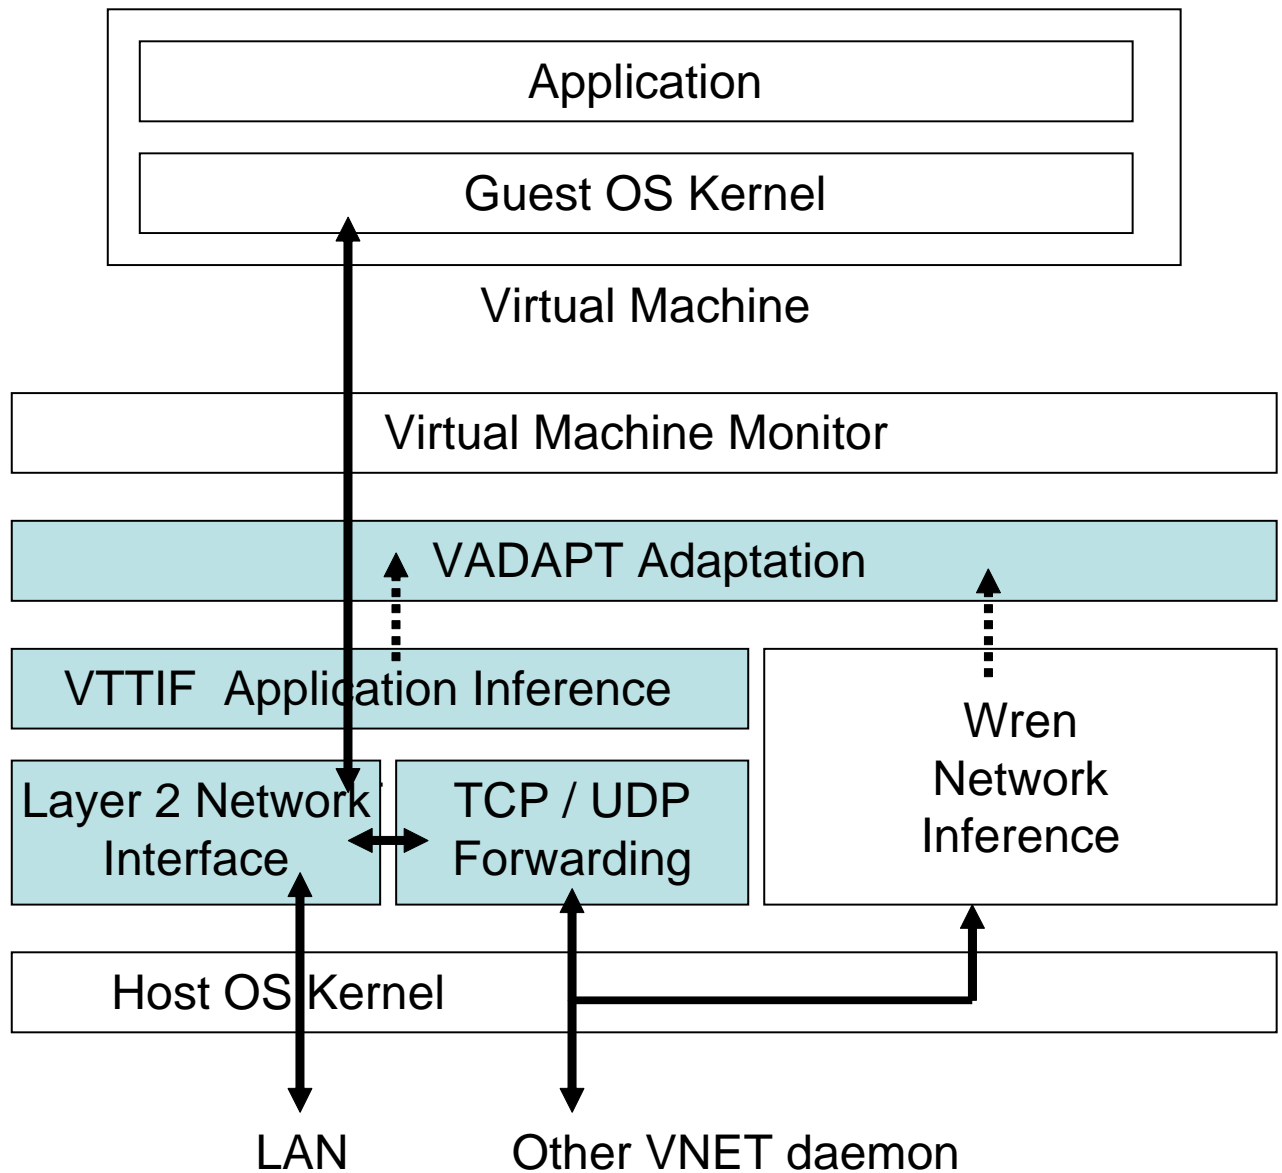 Application
Guest OS Kernel
Virtual Machine
Virtual Machine Monitor
VADAPT Adaptation
VTTIF Application Inference
Layer 2 Network
Interface
TCP / UDP
Forwarding
Wren
Network
Inference
Host OS Kernel
LAN
Other VNET daemon